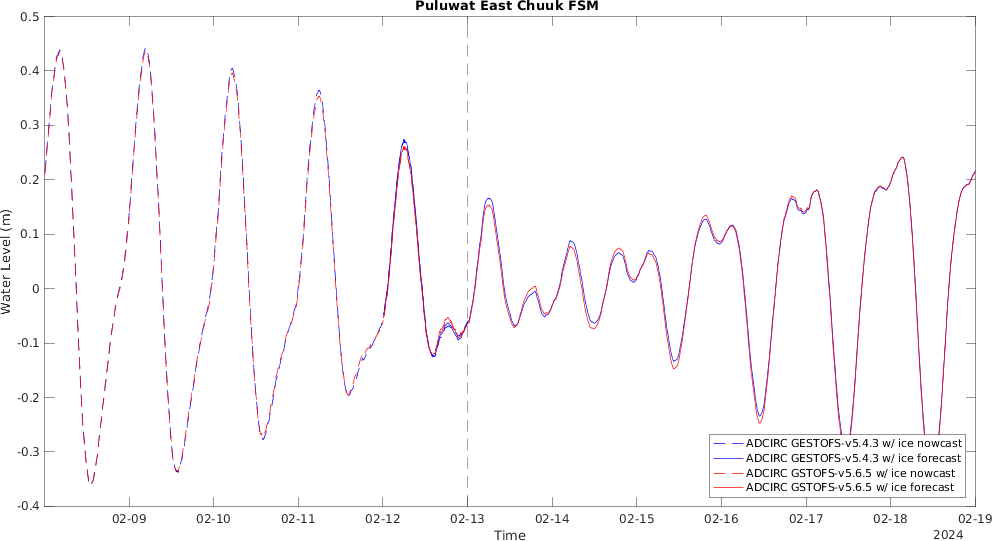 Puluwat East Chuuk FSM
0.5
0.4
0.3
0.2
0.1
0
-0.1
-0.2
-0.3
-0.4
Water Level (m)
ADCIRC GESTOFS-v5.4.3 w/ ice nowcast
ADCIRC GESTOFS-v5.4.3 w/ ice forecast
ADCIRC GSTOFS-v5.6.5 w/ ice nowcast
ADCIRC GSTOFS-v5.6.5 w/ ice forecast
02-09 02-10 02-11 02-12 02-13 02-14 02-15 02-16 02-17 02-18 02-19
Time
2024